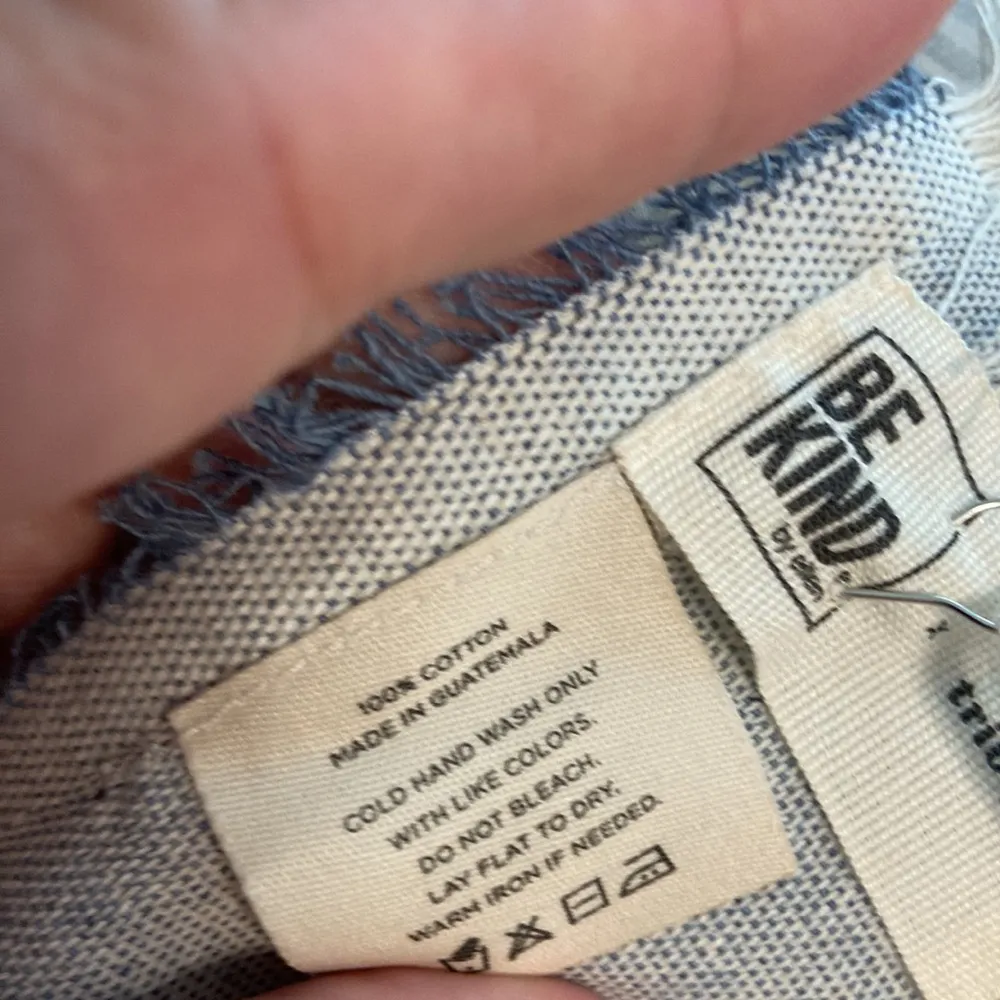 100% COTTON
MADE IN GUATEMALA
COLD HAND WASH ONLY
WITH LIKE COLORS.
DO NOT BLEACH.
LAY FLAT TO DRY.
WARM IRON IF NEEDED.
BE
KIND
by ellen